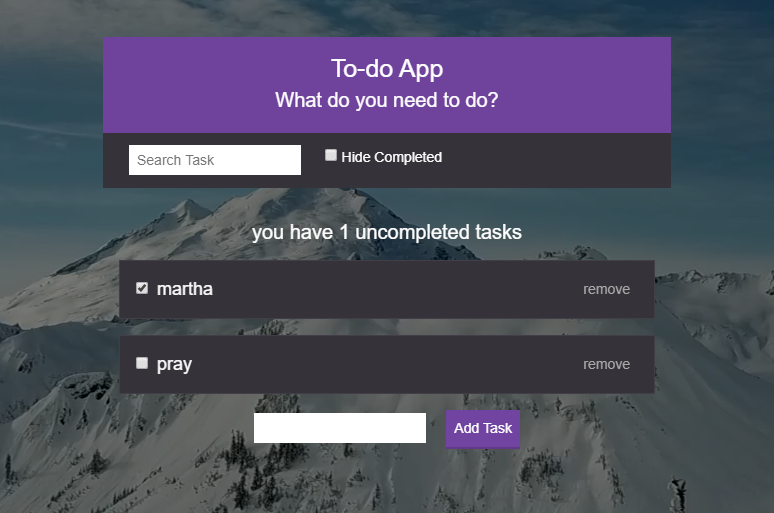 To-do App
What do you need to do?
Search Task
Hide Completed
you have 1 uncompleted tasks
martha
remove
pray
remove
Add Task